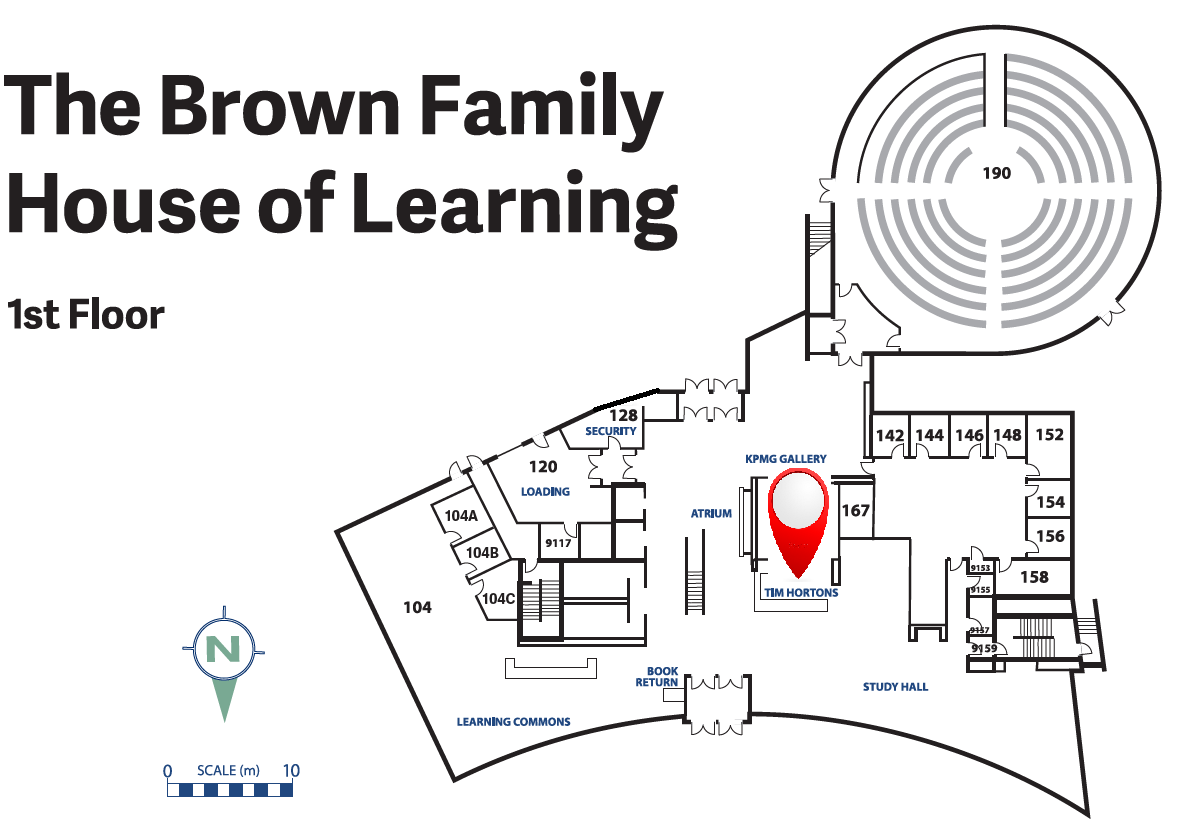 The Brown Family
House of Learning
1st Floor
190
128
SECURITY
142
144
146
148
152
KPMG GALLERY
120
LOADING
154
104A
ATRIUM
167
156
9117
104B
9153
158
9155
104C
TIM HORTONS
104
9157
9159
N
BOOK
RETURN
STUDY HALL
LEARNING COMMONS
0 SCALE (m) 10